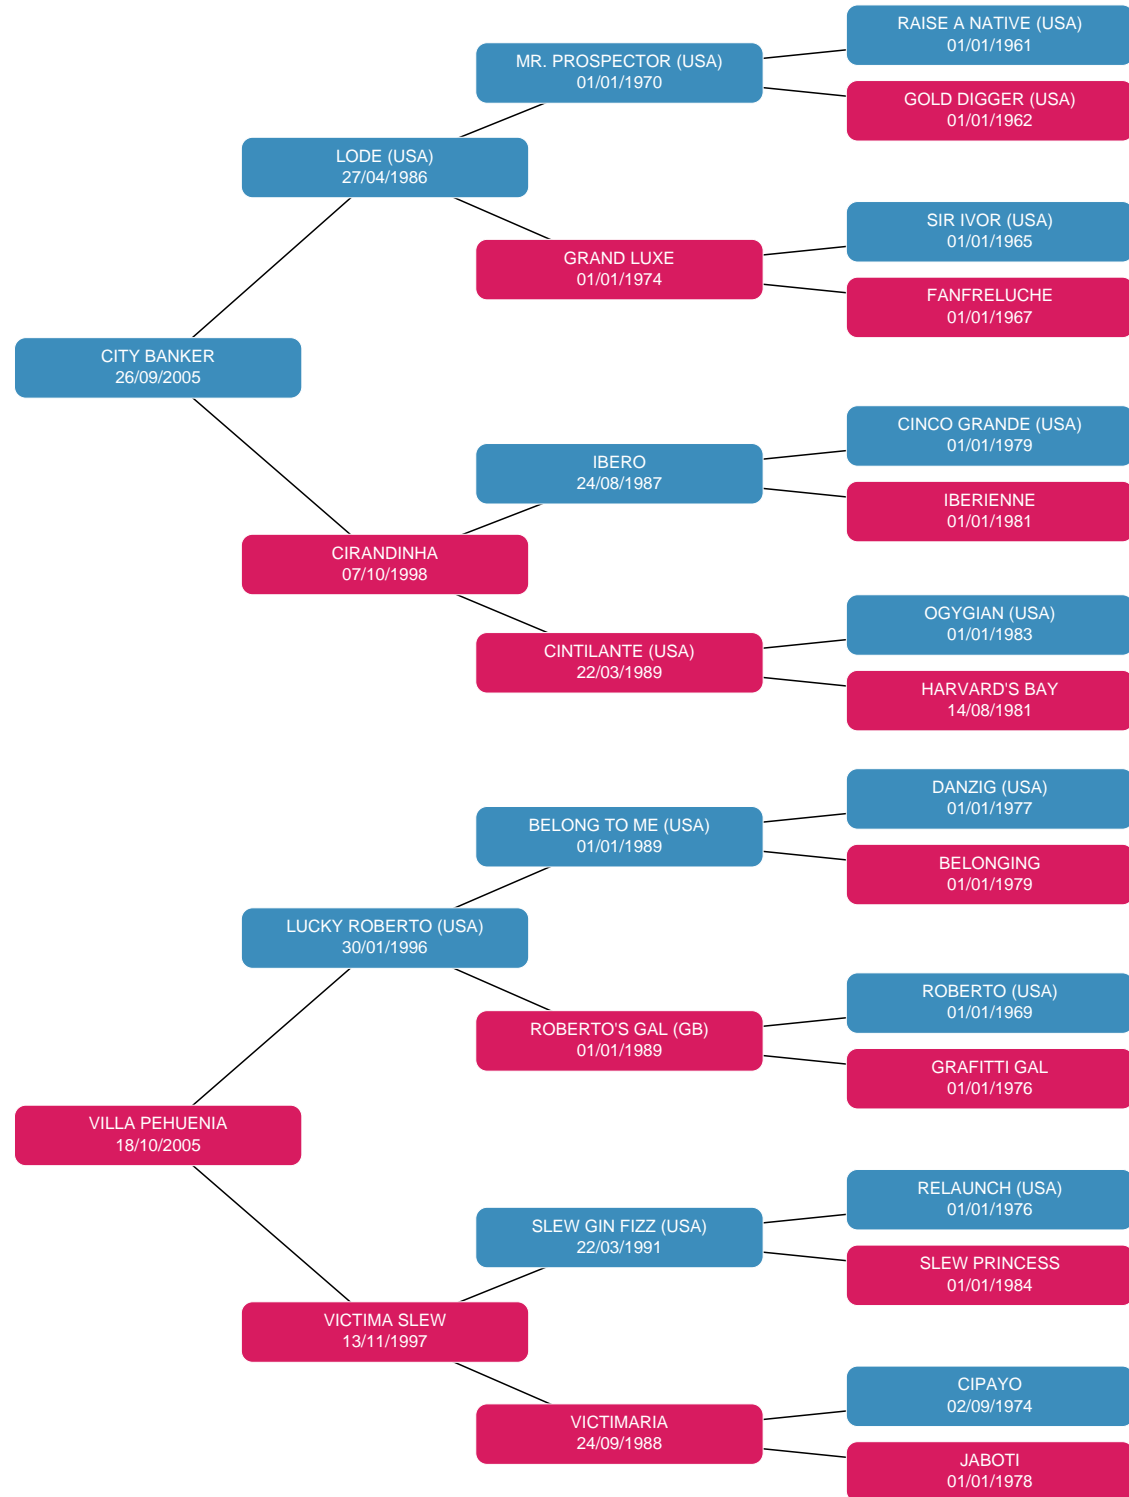 RAISE A NATIVE (USA)
01/01/1961
MR. PROSPECTOR (USA)
01/01/1970
GOLD DIGGER (USA)
01/01/1962
LODE (USA)
27/04/1986
SIR IVOR (USA)
01/01/1965
GRAND LUXE
01/01/1974
FANFRELUCHE
01/01/1967
CITY BANKER
26/09/2005
CINCO GRANDE (USA)
01/01/1979
IBERO
24/08/1987
IBERIENNE
01/01/1981
CIRANDINHA
07/10/1998
OGYGIAN (USA)
01/01/1983
CINTILANTE (USA)
22/03/1989
HARVARD'S BAY
14/08/1981
DANZIG (USA)
01/01/1977
BELONG TO ME (USA)
01/01/1989
BELONGING
01/01/1979
LUCKY ROBERTO (USA)
30/01/1996
ROBERTO (USA)
01/01/1969
ROBERTO'S GAL (GB)
01/01/1989
GRAFITTI GAL
01/01/1976
VILLA PEHUENIA
18/10/2005
RELAUNCH (USA)
01/01/1976
SLEW GIN FIZZ (USA)
22/03/1991
SLEW PRINCESS
01/01/1984
VICTIMA SLEW
13/11/1997
CIPAYO
02/09/1974
VICTIMARIA
24/09/1988
JABOTI
01/01/1978